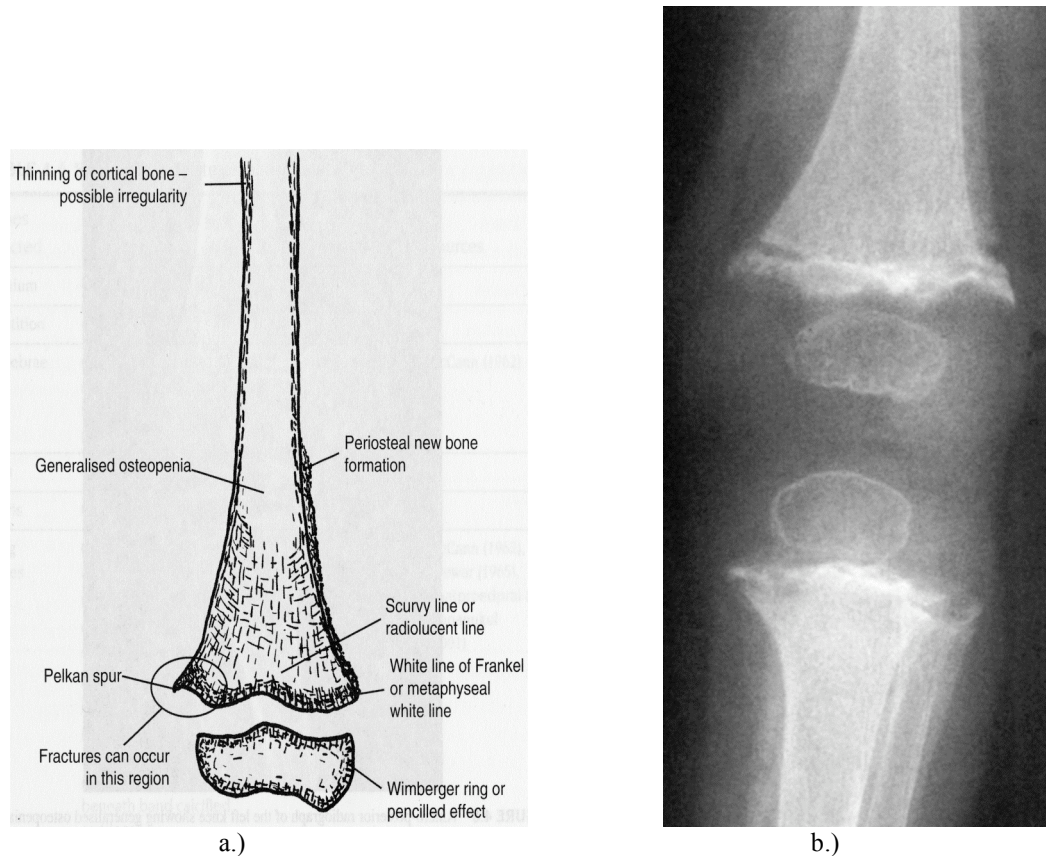 Thinning of cortical bone –
possible irregularity
Periosteal new bone
formation
Generalised osteopenia
Scurvy line or
radiolucent line
Pelkan spur
White line of Frankel
or metaphyseal
white line
Fractures can occur
in this region
Wimberger ring or
pencilled effect
a.)
b.)